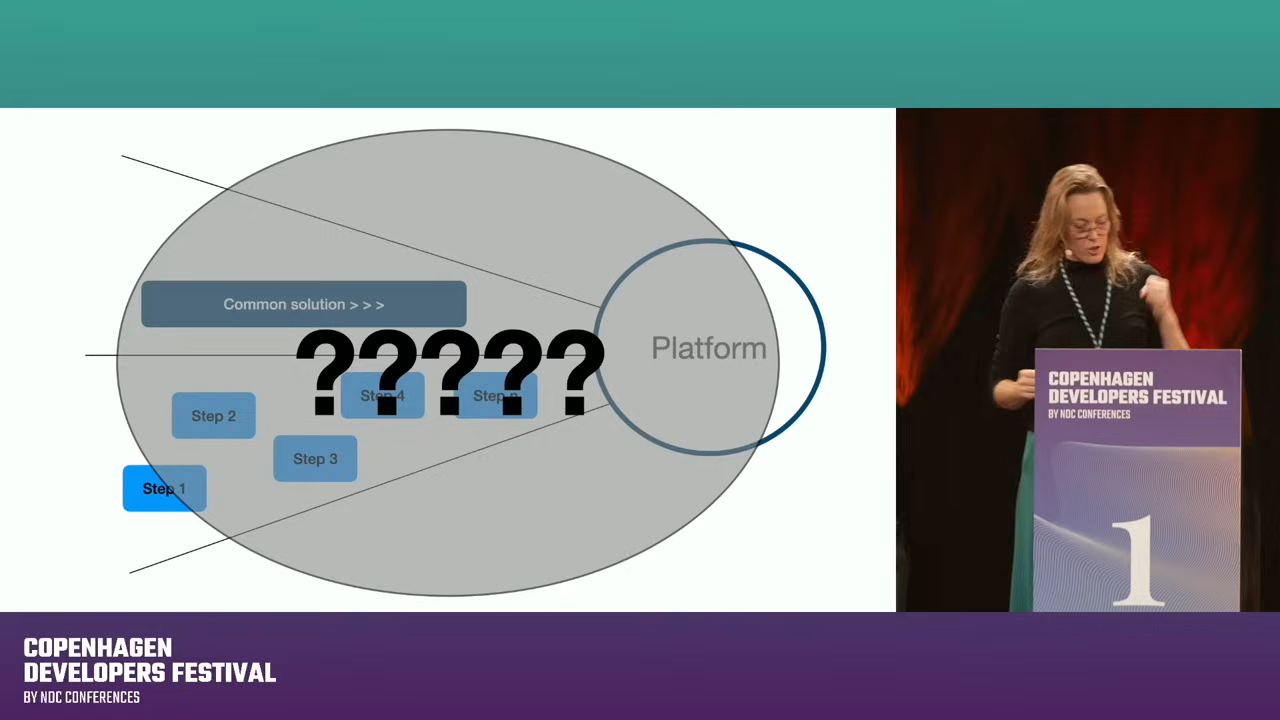 Common solution > > >
?????
Platform
Step 4
Step n
Step 2
Step 3
Step 1
COPENHAGEN
DEVELOPERS FESTIVAL
BY NDC CONFERENCES
1
COPENHAGEN
DEVELOPERS FESTIVAL
BY NDC CONFERENCES